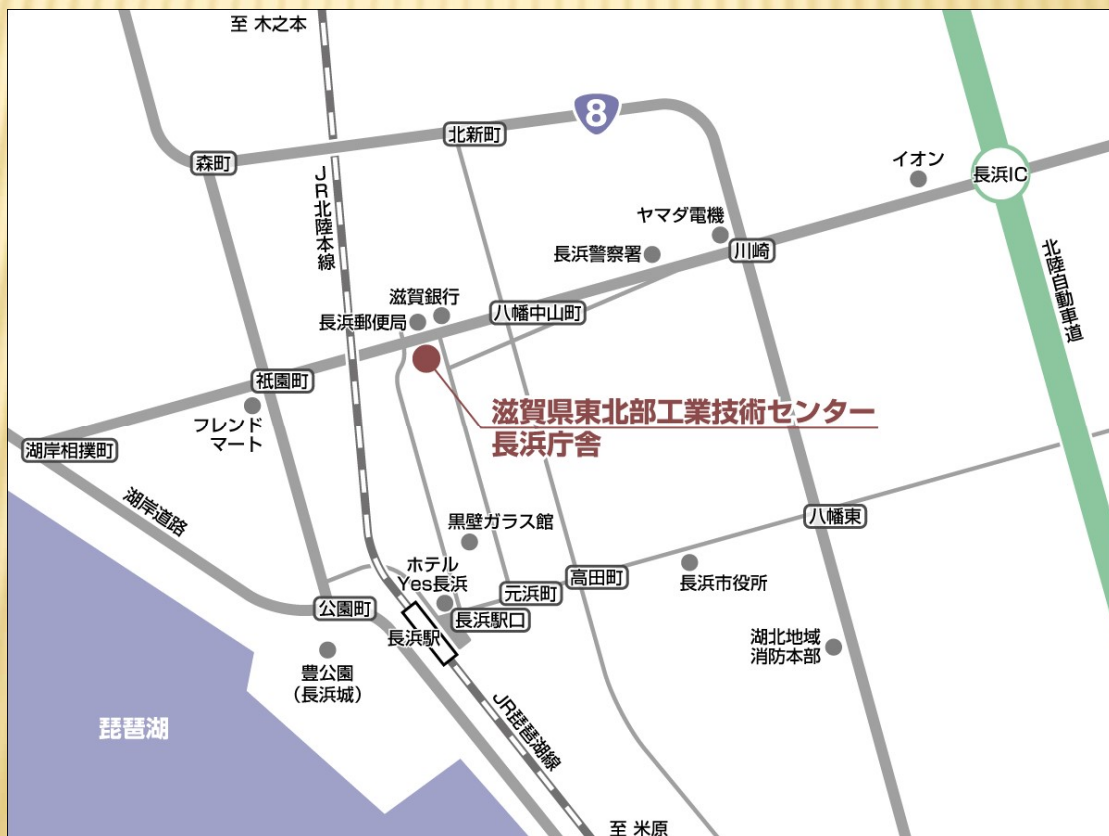 至 木之本
8
北新町
森町
JR北陸本線
イオン
長浜IC
ヤマダ電機
長浜警察署
川崎
北陸自動車道
滋賀銀行
長浜郵便局
八幡中山町
祇園町
フレンド
マート
滋賀県東北部工業技術センター
長浜庁舎
湖岸相撲町
湖岸道路
黒壁ガラス館
八幡東
ホテル
Yes長浜
高田町
長浜市役所
元浜町
公園町
長浜駅口
長浜駅
湖北地域
消防本部
豊公園
(長浜城)
琵琶湖
JR琵琶湖線
至 米原